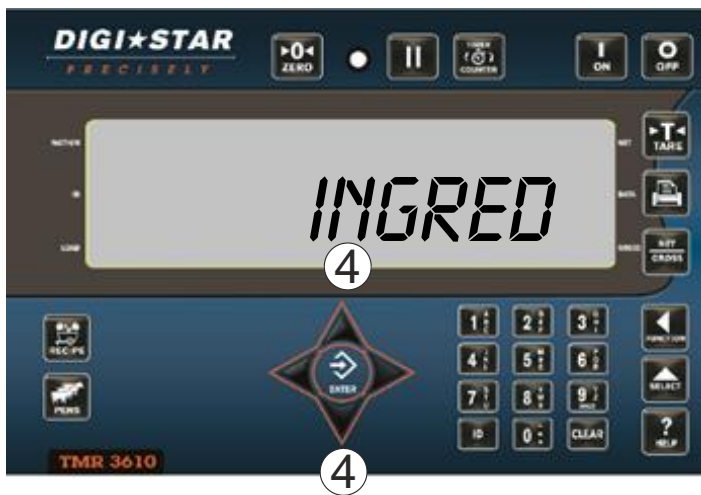 DIGI★STAR
PRECISELY
ZERO
TIMER
COUNTER
ON
OFF
TARE
NET
GROSS
INGRED
4
RECIPE
PENS
ENTER
1 2 3
4 5 6
7 8 9
ID 0 CLEAR
FUNCTION
SELECT
?
HELP
TMR 3610
4